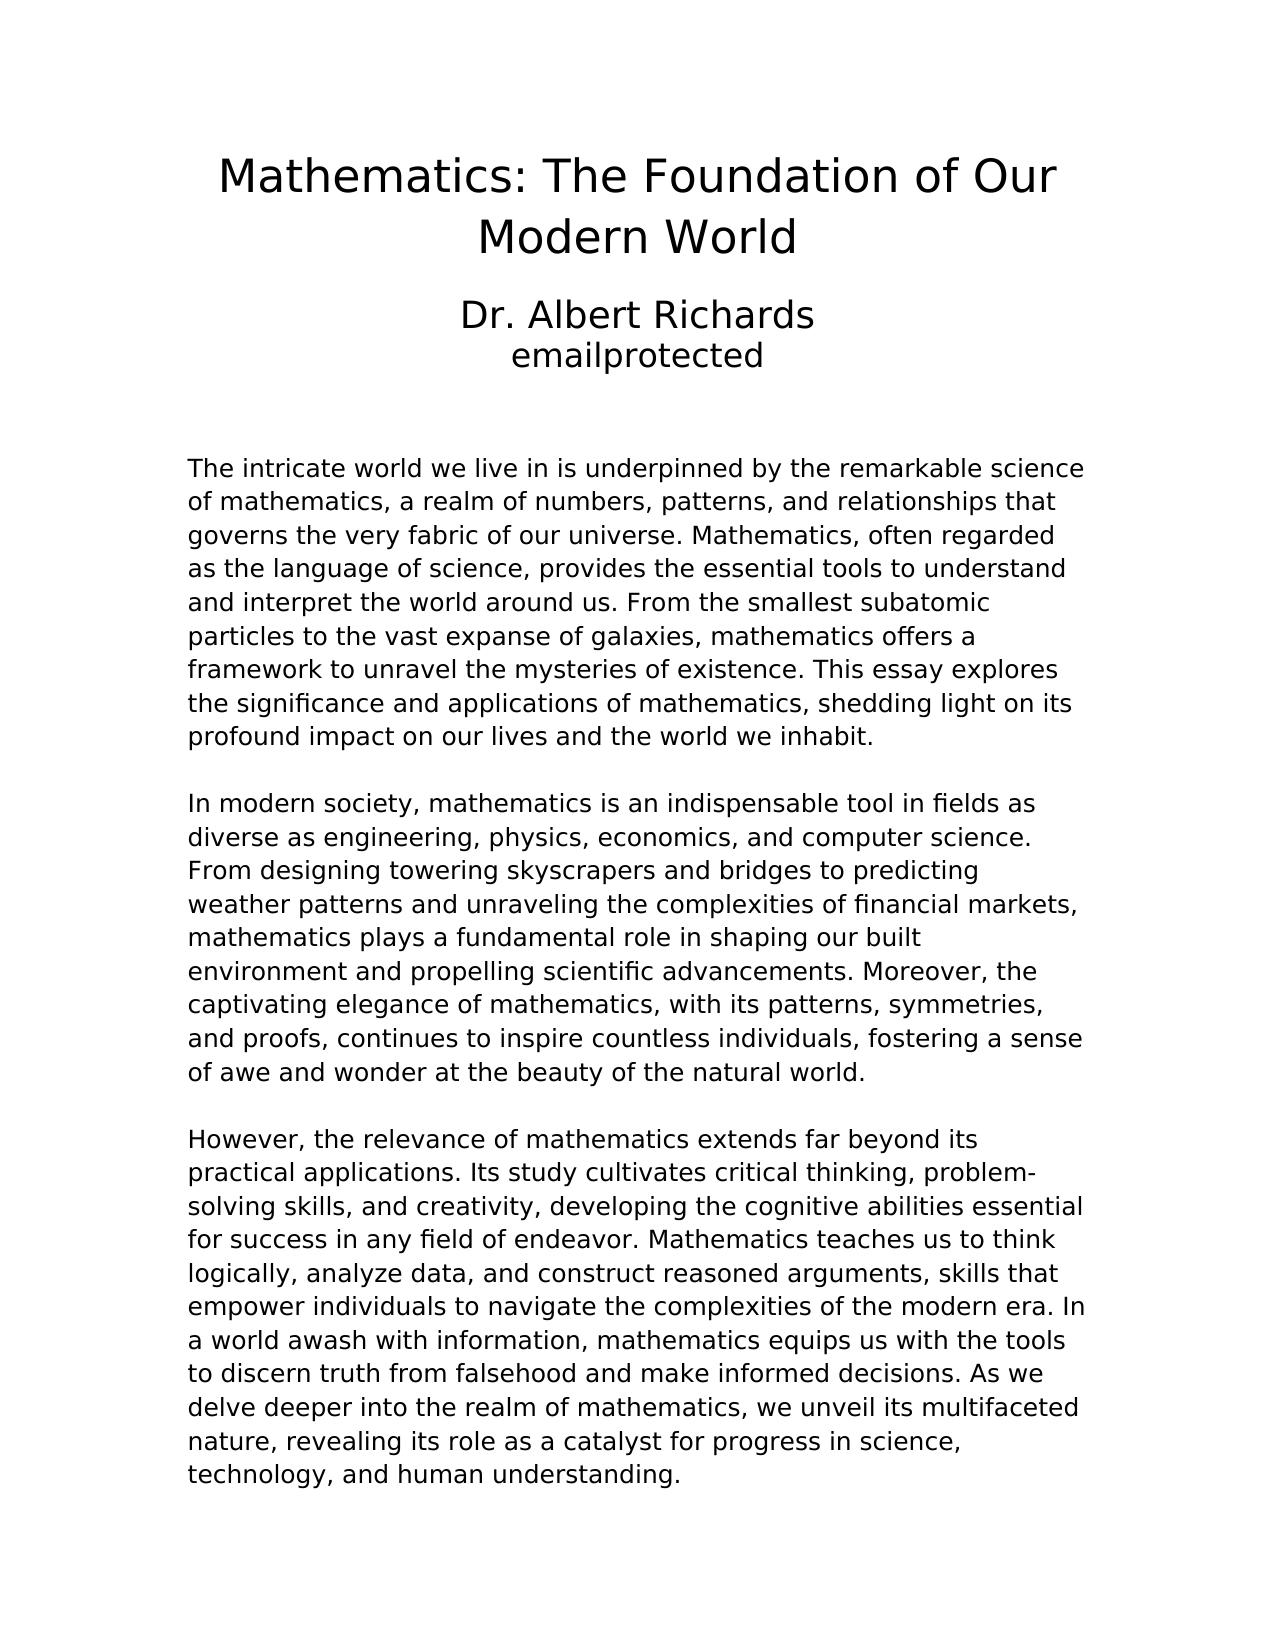 Mathematics: The Foundation of Our
Modern World
Dr. Albert Richards
emailprotected
The intricate world we live in is underpinned by the remarkable science
of mathematics, a realm of numbers, patterns, and relationships that
governs the very fabric of our universe. Mathematics, often regarded
as the language of science, provides the essential tools to understand
and interpret the world around us. From the smallest subatomic
particles to the vast expanse of galaxies, mathematics offers a
framework to unravel the mysteries of existence. This essay explores
the significance and applications of mathematics, shedding light on its
profound impact on our lives and the world we inhabit.
In modern society, mathematics is an indispensable tool in fields as
diverse as engineering, physics, economics, and computer science.
From designing towering skyscrapers and bridges to predicting
weather patterns and unraveling the complexities of financial markets,
mathematics plays a fundamental role in shaping our built
environment and propelling scientific advancements. Moreover, the
captivating elegance of mathematics, with its patterns, symmetries,
and proofs, continues to inspire countless individuals, fostering a sense
of awe and wonder at the beauty of the natural world.
However, the relevance of mathematics extends far beyond its
practical applications. Its study cultivates critical thinking, problem-
solving skills, and creativity, developing the cognitive abilities essential
for success in any field of endeavor. Mathematics teaches us to think
logically, analyze data, and construct reasoned arguments, skills that
empower individuals to navigate the complexities of the modern era. In
a world awash with information, mathematics equips us with the tools
to discern truth from falsehood and make informed decisions. As we
delve deeper into the realm of mathematics, we unveil its multifaceted
nature, revealing its role as a catalyst for progress in science,
technology, and human understanding.